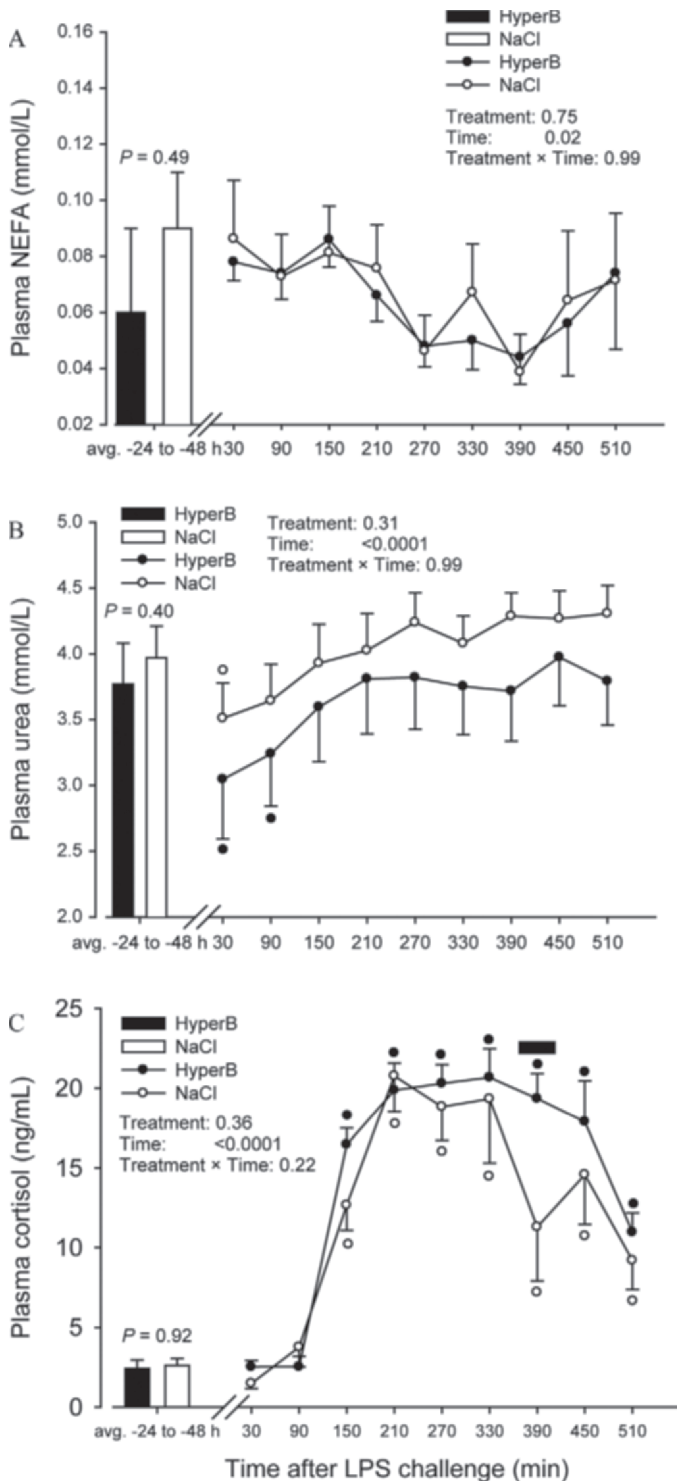 A
HyperB
NaCl
HyperB
NaCl
Treatment: 0.75
Time: 0.02
Treatment × Time: 0.99
P = 0.49
Plasma NEFA (mmol/L)
0.16
0.14
0.12
0.10
0.08
0.06
0.04
0.02
avg. -24 to -48 h 30 90 150 210 270 330 390 450 510
B
HyperB
NaCl
HyperB
NaCl
Treatment: 0.31
Time: <0.0001
Treatment × Time: 0.99
P = 0.40
Plasma urea (mmol/L)
5.0
4.5
4.0
3.5
3.0
2.5
2.0
avg. -24 to -48 h 30 90 150 210 270 330 390 450 510
C
HyperB
NaCl
HyperB
NaCl
Treatment: 0.36
Time: <0.0001
Treatment × Time: 0.22
P = 0.92
Plasma cortisol (ng/mL)
25
20
15
10
5
0
avg. -24 to -48 h 30 90 150 210 270 330 390 450 510
Time after LPS challenge (min)